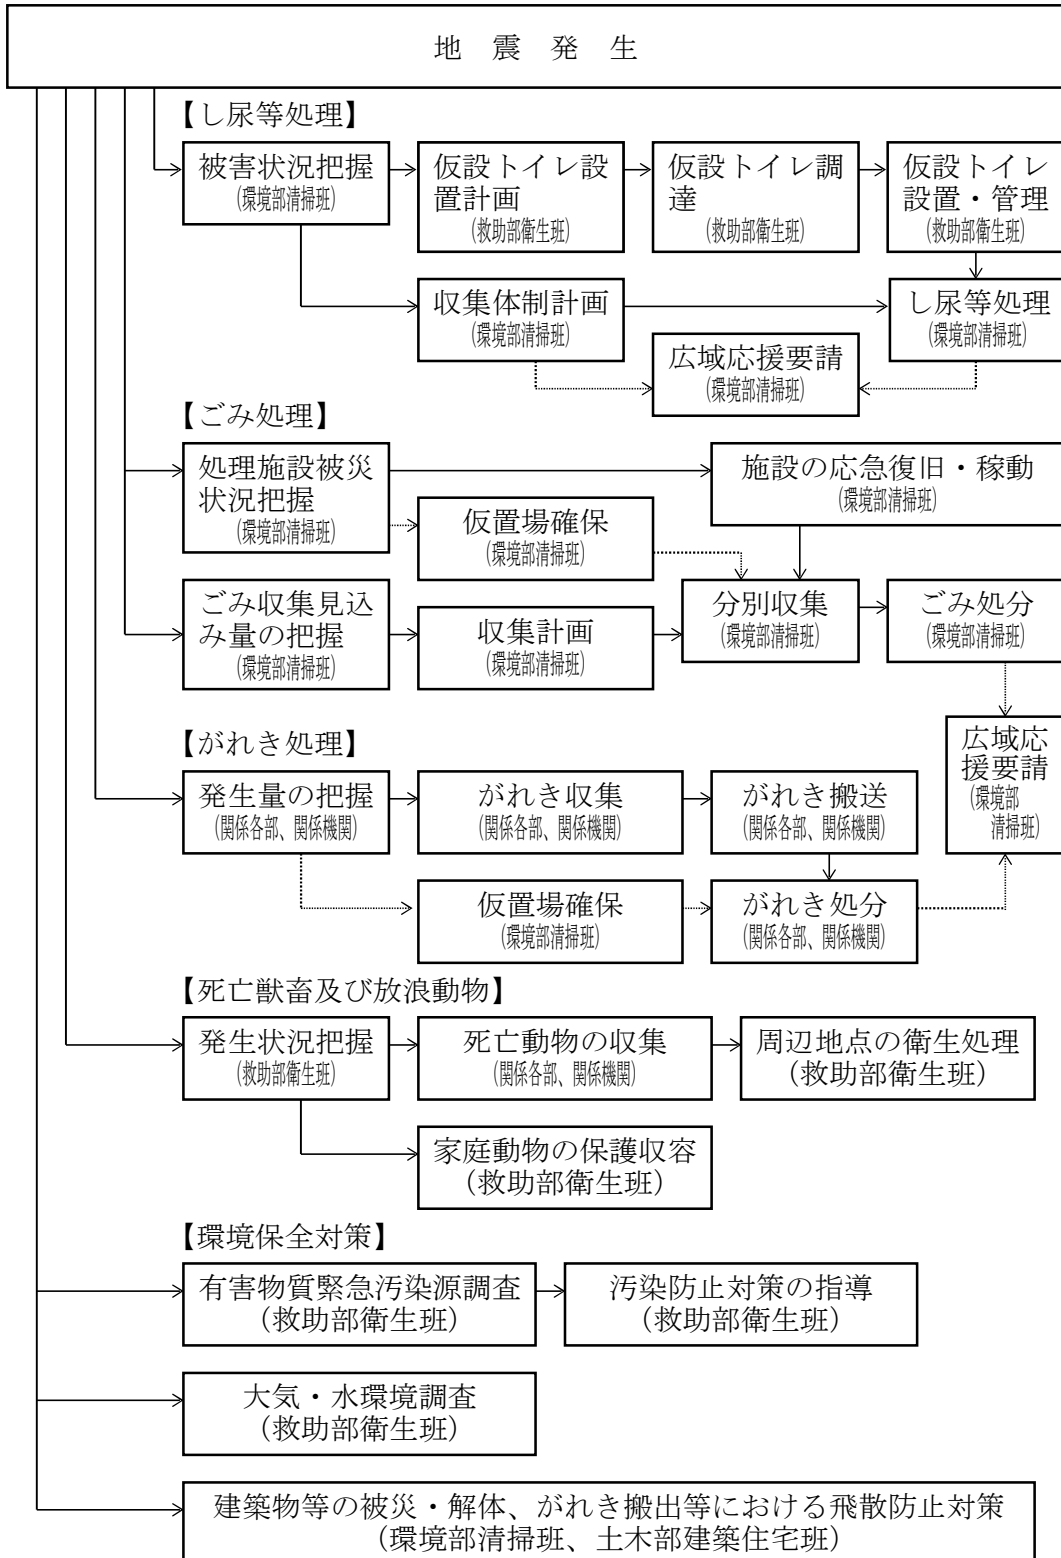 地　震　発　生
【し尿等処理】
被害状況把握
（環境部清掃班）
仮設トイレ設
置計画
（救助部衛生班）
仮設トイレ調
達
（救助部衛生班）
仮設トイレ
設置・管理
（救助部衛生班）
収集体制計画
（環境部清掃班）
し尿等処理
（環境部清掃班）
広域応援要請
（環境部清掃班）
【ごみ処理】
処理施設被災
状況把握
（環境部清掃班）
施設の応急復旧・稼動
（環境部清掃班）
仮置場確保
（環境部清掃班）
ごみ収集見込
み量の把握
（環境部清掃班）
収集計画
（環境部清掃班）
分別収集
（環境部清掃班）
ごみ処分
（環境部清掃班）
広域応
援要請
（環境部
清掃班）
【がれき処理】
発生量の把握
（関係各部、関係機関）
がれき収集
（関係各部、関係機関）
がれき搬送
（関係各部、関係機関）
仮置場確保
（環境部清掃班）
がれき処分
（関係各部、関係機関）
【死亡獣畜及び放浪動物】
発生状況把握
（救助部衛生班）
死亡動物の収集
（関係各部、関係機関）
周辺地点の衛生処理
（救助部衛生班）
家庭動物の保護収容
（救助部衛生班）
【環境保全対策】
有害物質緊急汚染源調査
（救助部衛生班）
汚染防止対策の指導
（救助部衛生班）
大気・水環境調査
（救助部衛生班）
建築物等の被災・解体、がれき搬出等における飛散防止対策
（環境部清掃班、土木部建築住宅班）